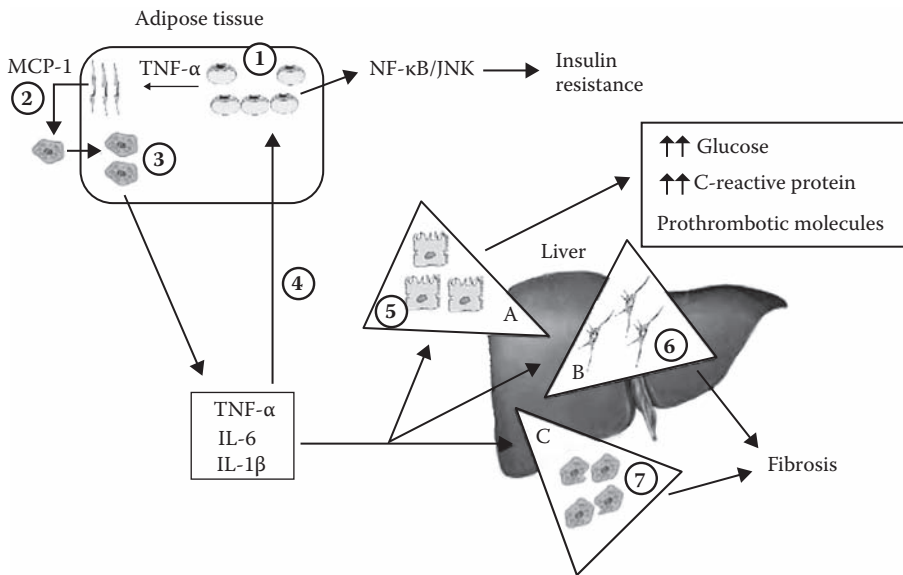 Adipose tissue
MCP-1
2
TNF-α
1
3
NF-κB/JNK
Insulin
resistance
Glucose
C-reactive protein
Prothrombotic molecules
4
Liver
5
A
6
B
TNF-α
IL-6
IL-1β
C
7
Fibrosis